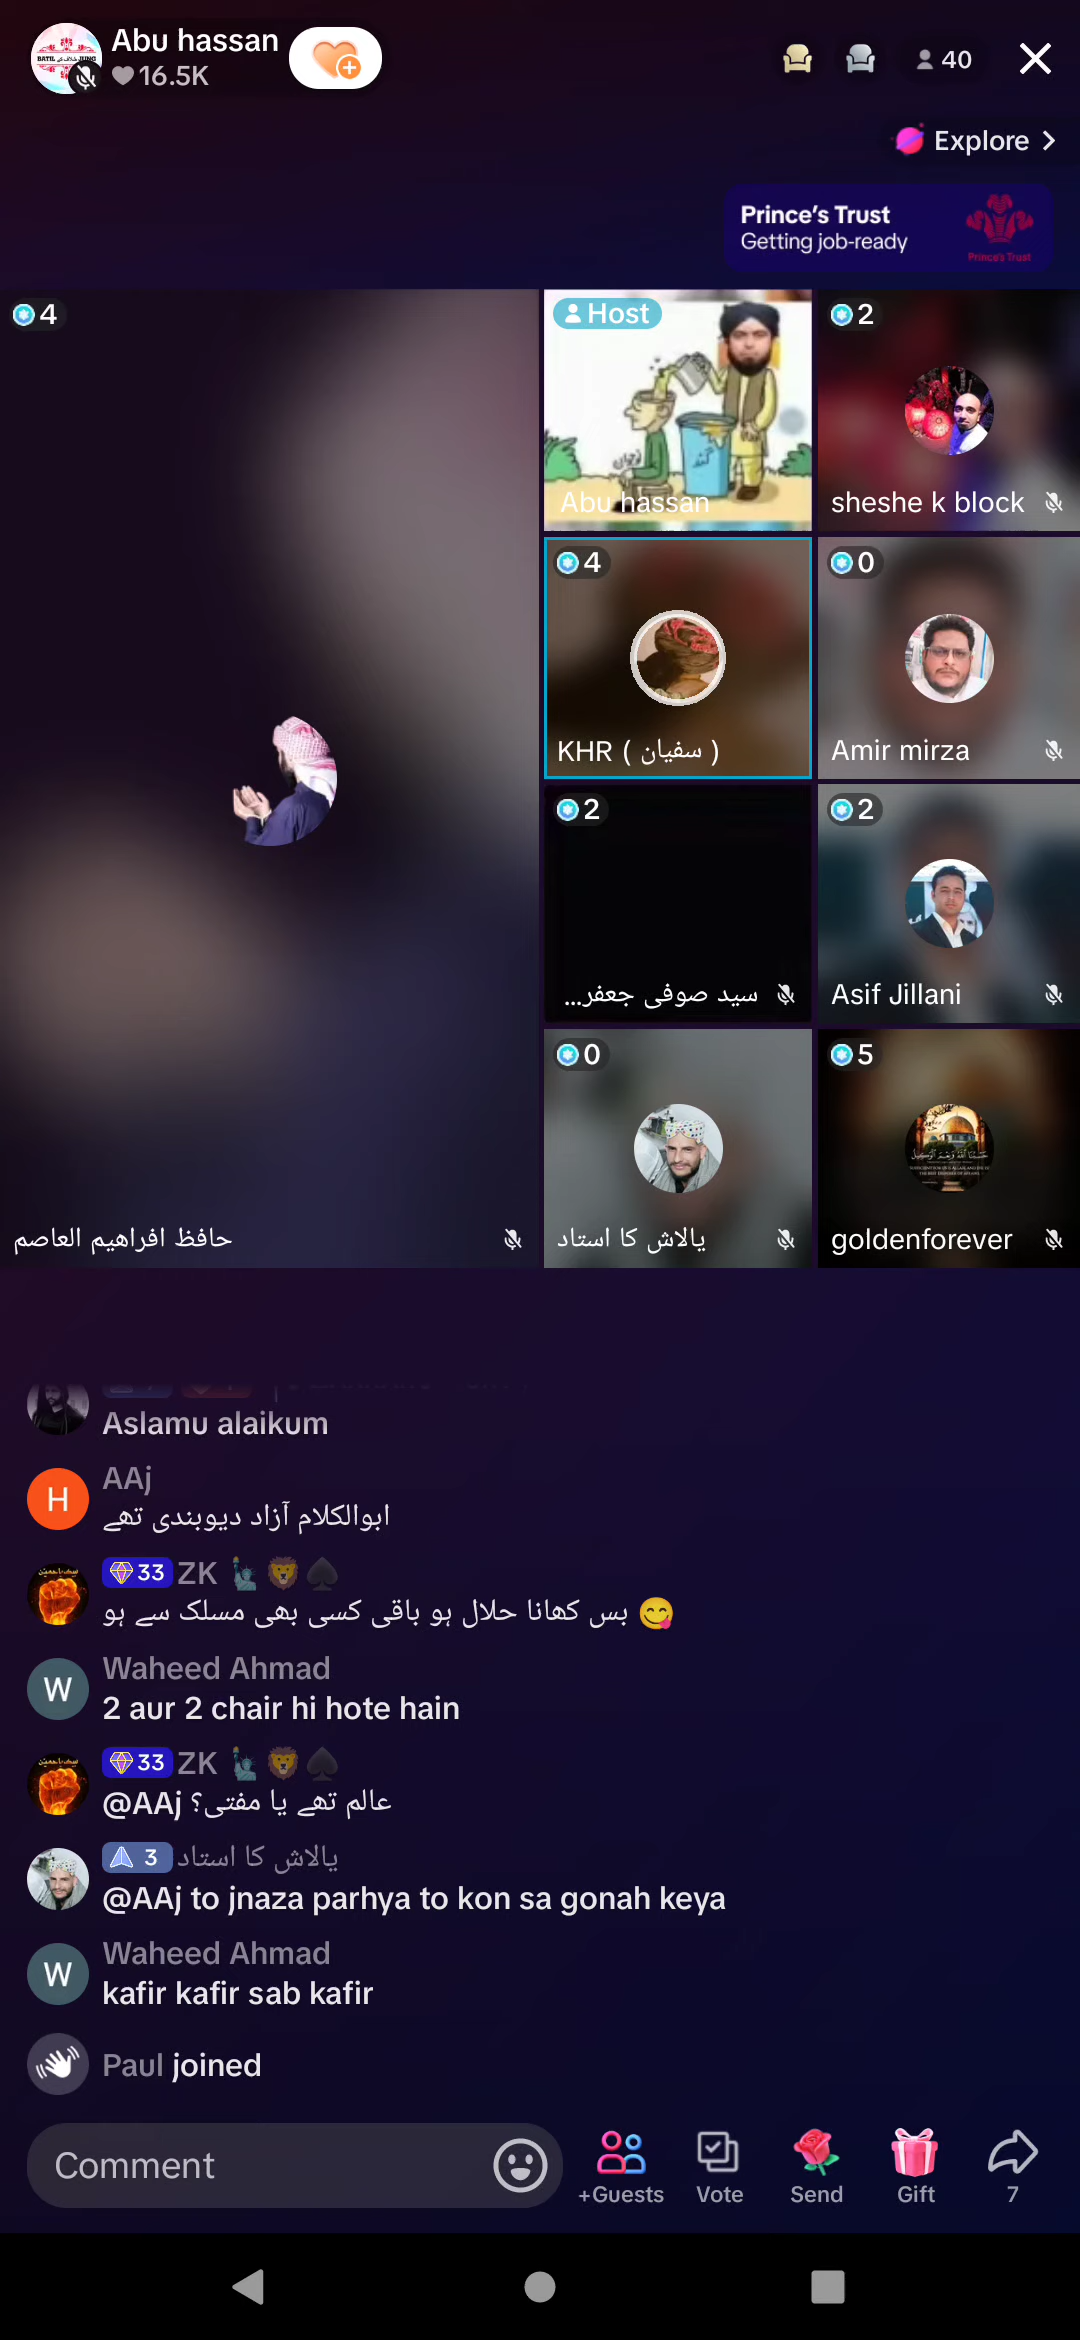 Abu hassan
16.5K
40
Explore
Prince's Trust
Getting job-ready
Prince's Trust
4
Host
2
Abu hassan
sheshe k block
4
0
KHR ( سفیان )
Amir mirza
2
2
سید صوفی جعفر...
Asif Jillani
0
5
حافظ افراهيم العاصم
یالاش کا استاد
goldenforever
Aslamu alaikum
H
AAj
ابوالکلام آزاد دیوبندی تھے
33 ZK 🗽🦁♠️
بس کھانا حلال ہو باقی کسی بھی مسلک سے ہو 😋
W
Waheed Ahmad
2 aur 2 chair hi hote hain
33 ZK 🗽🦁♠️
@AAj عالم تھے یا مفتی؟
3 یالاش کا استاد
@AAj to jnaza parhya to kon sa gonah keya
W
Waheed Ahmad
kafir kafir sab kafir
Paul joined
Comment
+Guests
Vote
Send
Gift
7